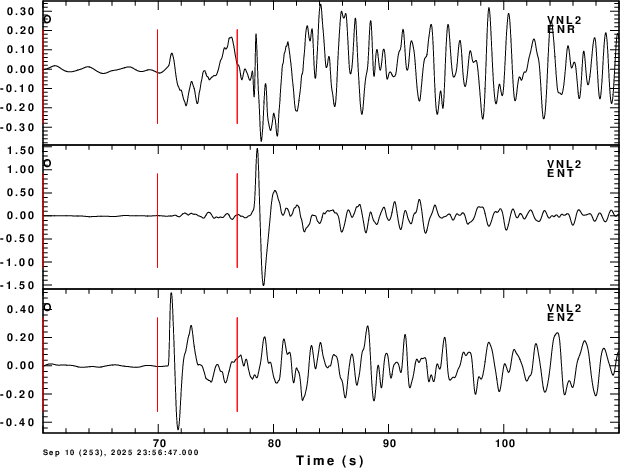 0.30
0.20
0.10
0.00
-0.10
-0.20
-0.30
O
VNL2
ENR
1.50
1.00
0.50
0.00
-0.50
-1.00
-1.50
O
VNL2
ENT
0.40
0.20
0.00
-0.20
-0.40
O
VNL2
ENZ
70 80 90 100
Sep 10 (253), 2025 23:56:47.000
Time (s)